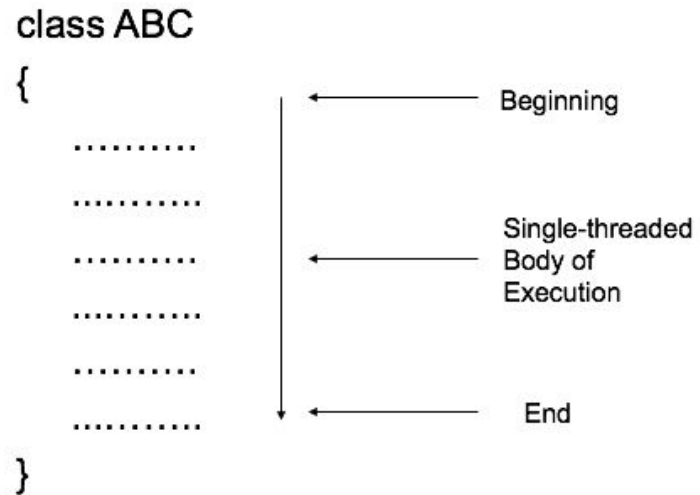 class ABC
{
Beginning
..........
...........
Single-threaded
..........
Body of
Execution
...........
..........
End
...........
}